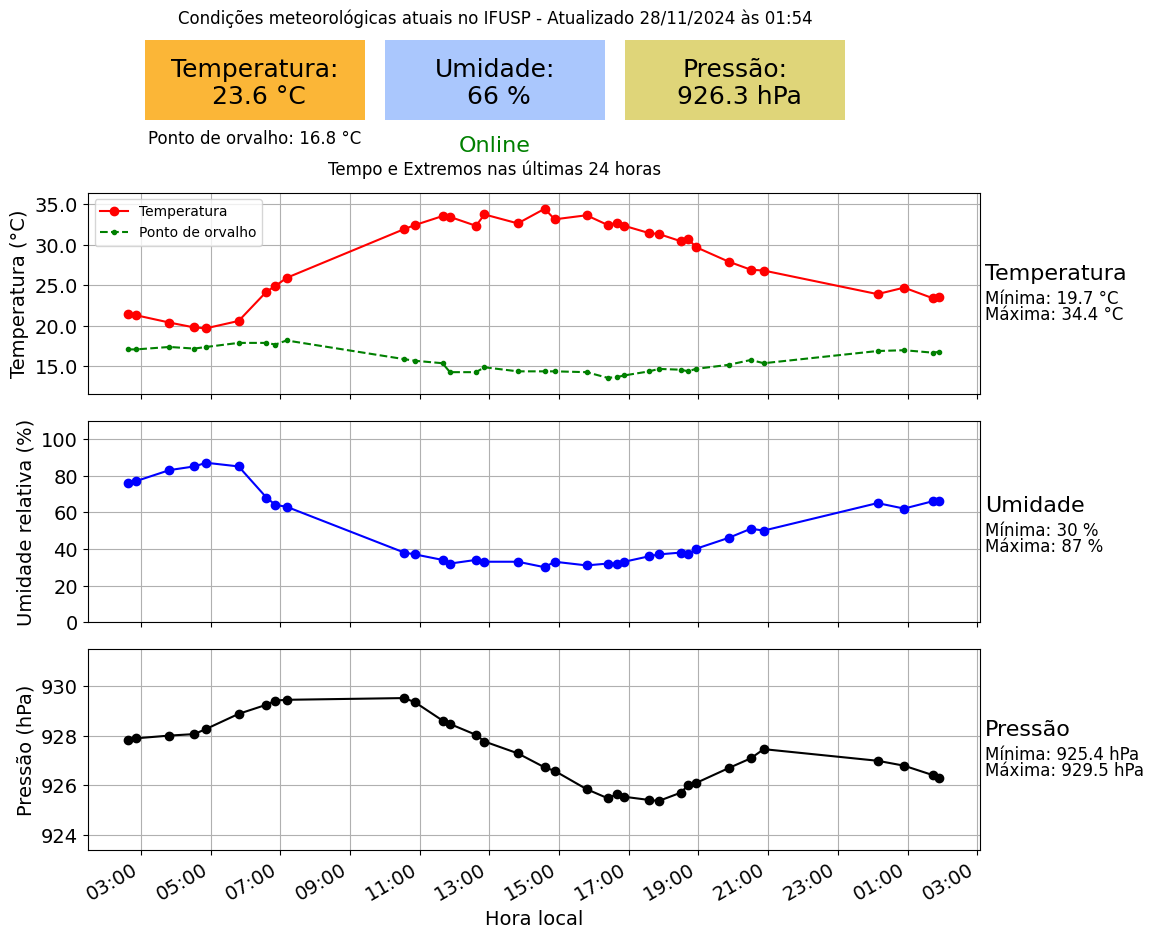 Condições meteorológicas atuais no IFUSP - Atualizado 28/11/2024 às 01:54
Temperatura:
23.6 °C
Umidade:
66 %
Pressão:
926.3 hPa
Ponto de orvalho: 16.8 °C
Online
Tempo e Extremos nas últimas 24 horas
Temperatura (°C)
35.0
30.0
25.0
20.0
15.0
Temperatura
Ponto de orvalho
Temperatura
Mínima: 19.7 °C
Máxima: 34.4 °C
Umidade relativa (%)
100
80
60
40
20
0
Umidade
Mínima: 30 %
Máxima: 87 %
Pressão (hPa)
930
928
926
924
Pressão
Mínima: 925.4 hPa
Máxima: 929.5 hPa
03:00
05:00
07:00
09:00
11:00
13:00
15:00
17:00
19:00
21:00
23:00
01:00
03:00
Hora local